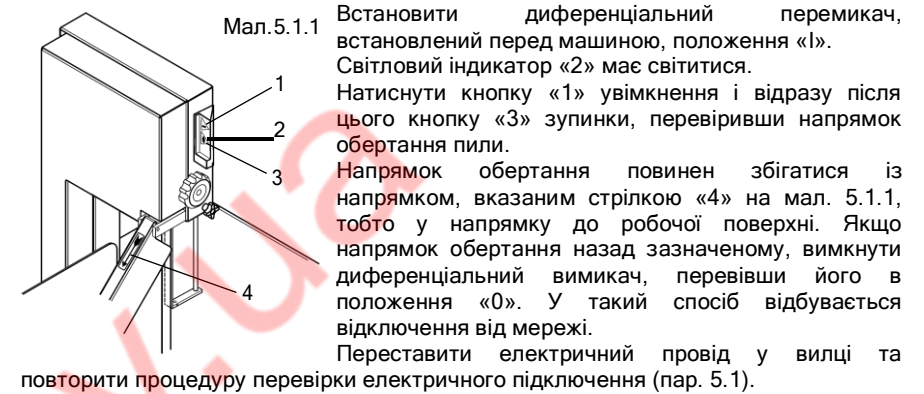 Мал.5.1.1
1
2
3
4
Встановити диференціальний перемикач,
встановлений перед машиною, положення «I».
Світловий індикатор «2» має світитися.
Натиснути кнопку «1» увімкнення і відразу після
цього кнопку «3» зупинки, перевіривши напрямок
обертання пили.
Напрямок обертання повинен збігатися із
напрямком, вказаним стрілкою «4» на мал. 5.1.1,
тобто у напрямку до робочої поверхні. Якщо
напрямок обертання назад зазначеному, вимкнути
диференціальний вимикач, перевівши його в
положення «0». У такий спосіб відбувається
відключення від мережі.
Переставити електричний провід у вилці та
повторити процедуру перевірки електричного підключення (пар. 5.1).